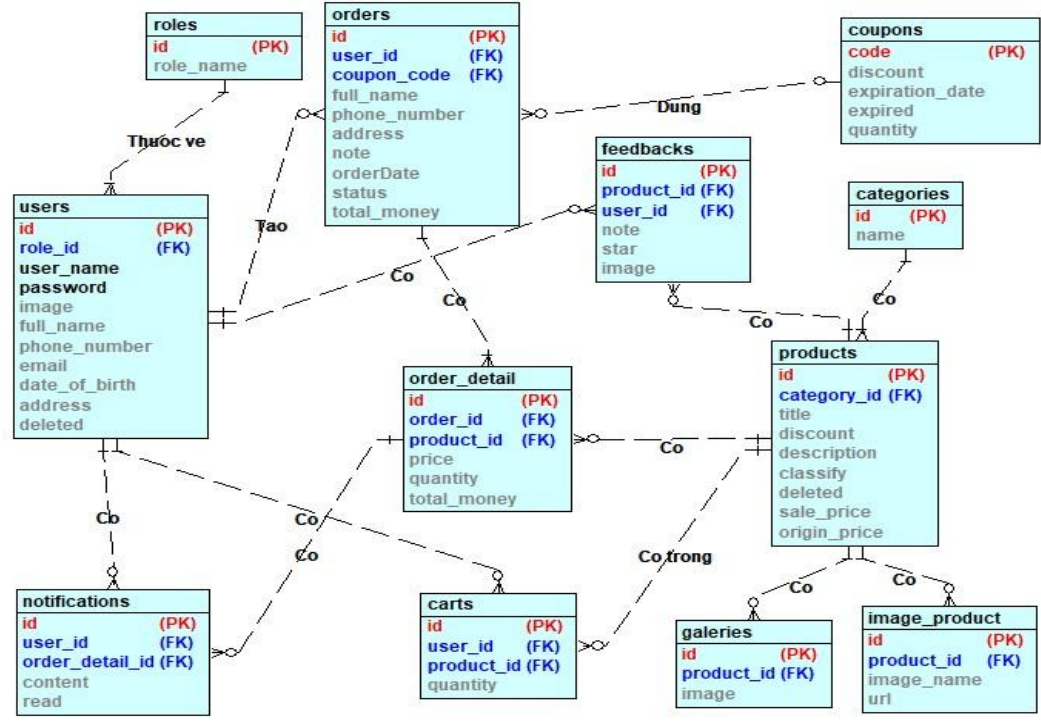 roles
id (PK)
role_name
orders
id (PK)
user_id (FK)
coupon_code (FK)
full_name
phone_number
address
note
orderDate
status
total_money
coupons
code (PK)
discount
expiration_date
expired
quantity
Dung
Thuoc ve
Tao
feedbacks
id (PK)
product_id (FK)
user_id (FK)
note
star
image
categories
id (PK)
name
users
id (PK)
role_id (FK)
user_name
password
image
full_name
phone_number
email
date_of_birth
address
deleted
Co
Co
Co
Co
order_detail
id (PK)
order_id (FK)
product_id (FK)
price
quantity
total_money
products
id (PK)
category_id (FK)
title
discount
description
classify
deleted
sale_price
origin_price
Co
Co
Co
Co
Co trong
Co
Co
notifications
id (PK)
user_id (FK)
order_detail_id (FK)
content
read
carts
id (PK)
user_id (FK)
product_id (FK)
quantity
galeries
id (PK)
product_id (FK)
image
image_product
id (PK)
product_id (FK)
image_name
url